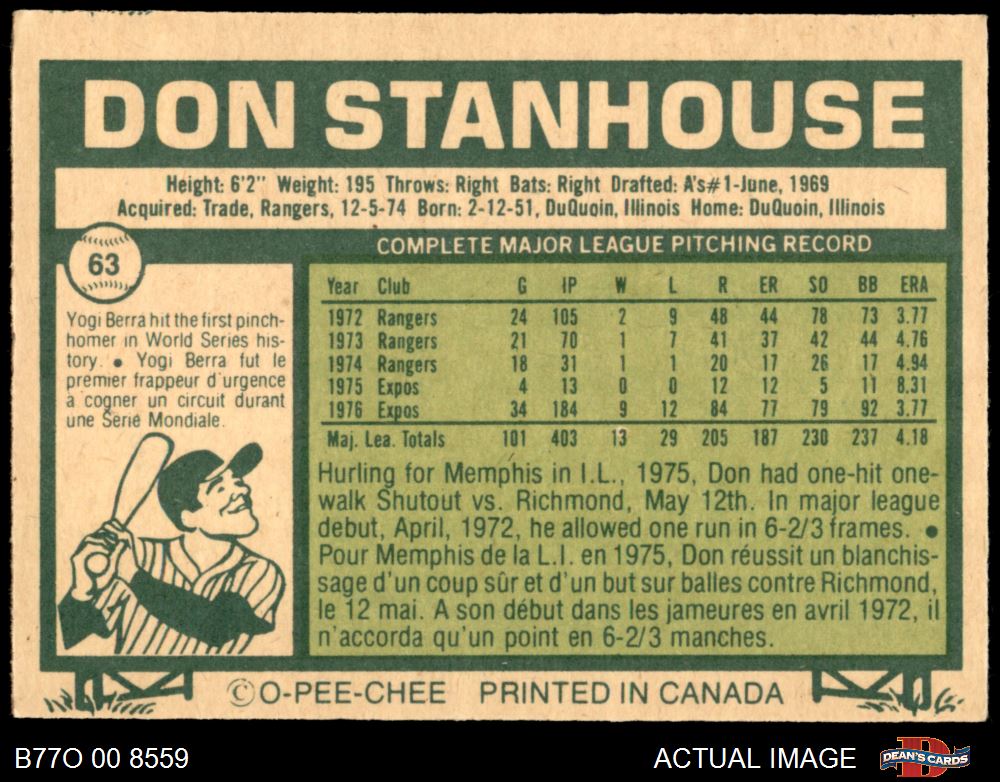 DON STANHOUSE
Height: 6'2" Weight: 195 Throws: Right Bats: Right Drafted: A's#1-June, 1969
Acquired: Trade, Rangers, 12-5-74 Born: 2-12-51, DuQuoin, Illinois Home: DuQuoin, Illinois
63
Yogi Berra hit the first pinch-
homer in World Series his-
tory. • Yogi Berra fut le
premier frappeur d'urgence
à cogner un circuit durant
une Série Mondiale.
COMPLETE MAJOR LEAGUE PITCHING RECORD
Year Club G IP W L R ER SO BB ERA
1972 Rangers 24 105 2 9 48 44 78 73 3.77
1973 Rangers 21 70 1 7 41 37 42 44 4.76
1974 Rangers 18 31 1 1 20 17 26 17 4.94
1975 Expos 4 13 0 0 12 12 5 11 8.31
1976 Expos 34 184 9 12 84 77 79 92 3.77
Maj. Lea. Totals 101 403 13 29 205 187 230 237 4.18
Hurling for Memphis in I.L., 1975, Don had one-hit one-
walk Shutout vs. Richmond, May 12th. In major league
debut, April, 1972, he allowed one run in 6-2/3 frames. •
Pour Memphis de la L.I. en 1975, Don réussit un blanchis-
sage d'un coup sûr et d'un but sur balles contre Richmond,
le 12 mai. A son début dans les jameures en avril 1972, il
n'accorda qu'un point en 6-2/3 manches.
©O-PEE-CHEE PRINTED IN CANADA
B77O 00 8559
ACTUAL IMAGE
DEAN'S CARDS